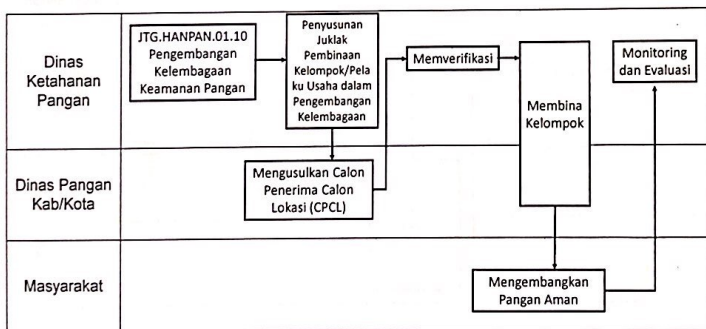 Dinas
Ketahanan
Pangan
JTG.HANPAN.01.10
Pengembangan
Kelembagaan
Keamanan Pangan
Penyusunan
Juklak
Pembinaan
Kelompok/Pela
ku Usaha dalam
Pengembangan
Kelembagaan
Memverifikasi
Membina
Kelompok
Monitoring
dan Evaluasi
Dinas Pangan
Kab/Kota
Mengusulkan Calon
Penerima Calon
Lokasi (CPCL)
Masyarakat
Mengembangkan
Pangan Aman